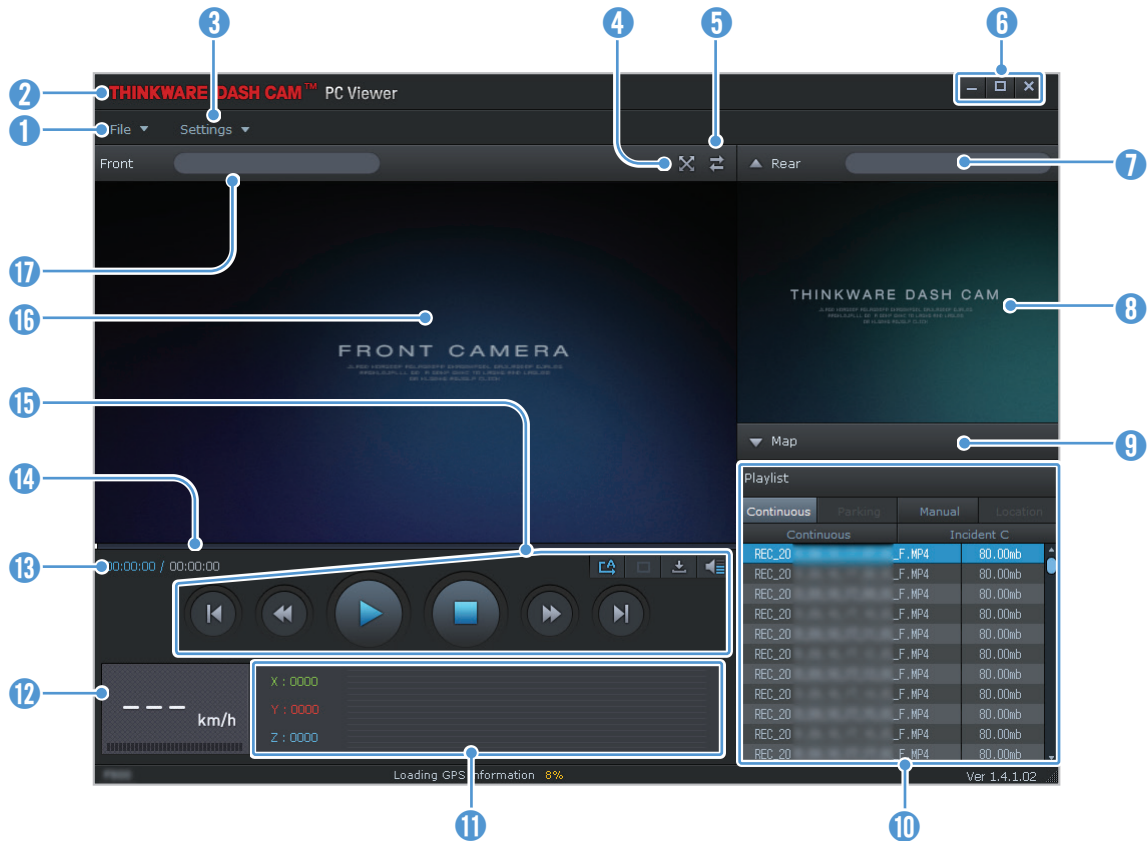 3
4
5
6
2
THINKWARE DASH CAM™ PC Viewer
1
File
Settings
Front
Rear
7
17
16
THINKWARE DASH CAM
8
FRONT CAMERA
15
Map
9
14
Playlist
Continuous Parking Manual Location
Continuous Incident C
13
00:00:00 / 00:00:00
REC_20 _F.MP4 80.00mb
REC_20 _F.MP4 80.00mb
REC_20 _F.MP4 80.00mb
REC_20 _F.MP4 80.00mb
REC_20 _F.MP4 80.00mb
REC_20 _F.MP4 80.00mb
REC_20 _F.MP4 80.00mb
REC_20 _F.MP4 80.00mb
REC_20 _F.MP4 80.00mb
REC_20 _F.MP4 80.00mb
REC_20 _F.MP4 80.00mb
12
km/h
X : 0000
Y : 0000
Z : 0000
Loading GPS information 8%
Ver 1.4.1.02
11
10